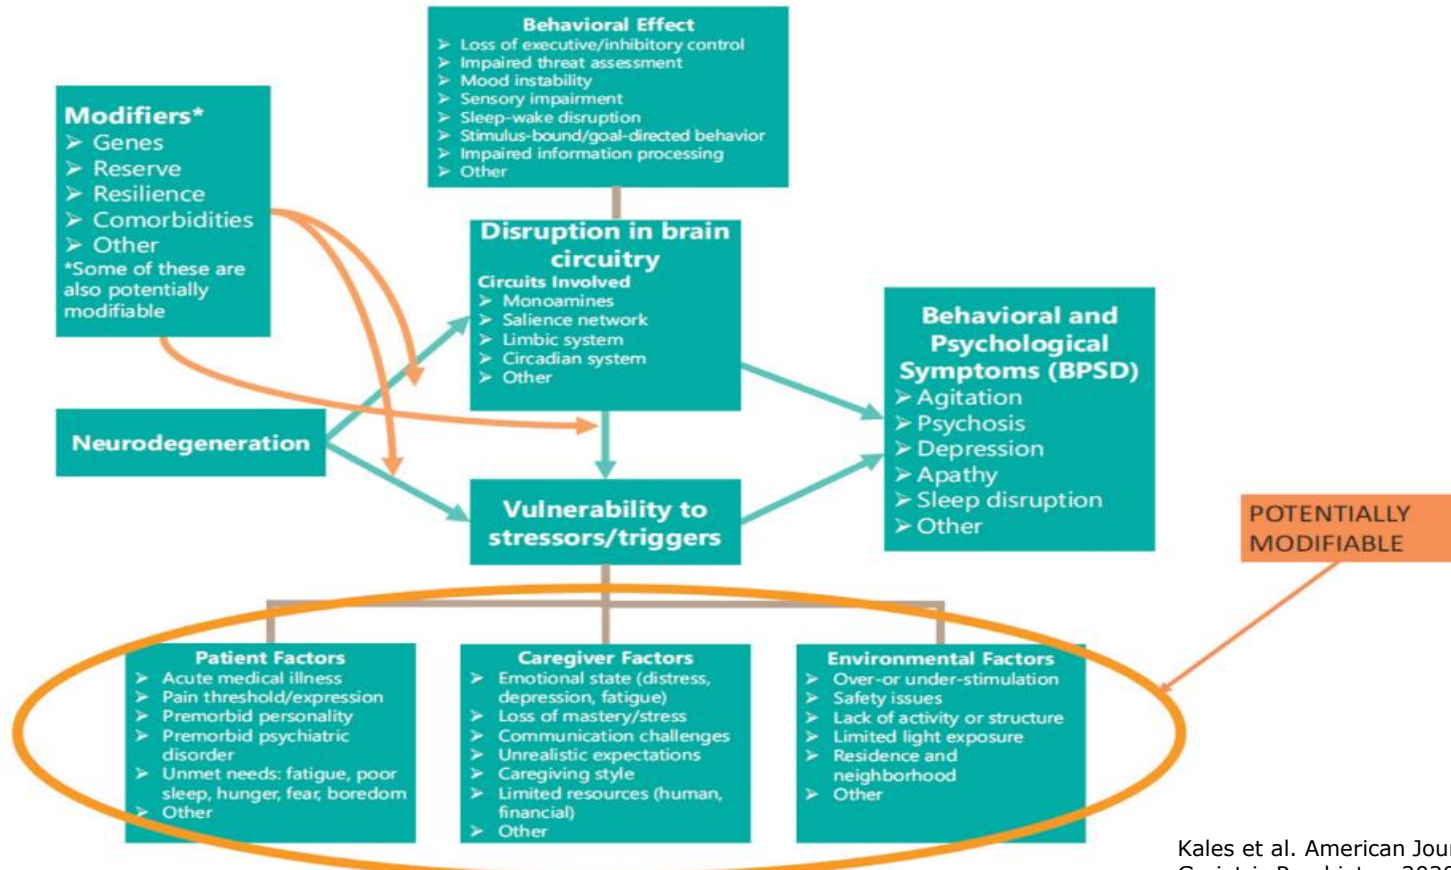 Behavioral Effect
➢ Loss of executive/inhibitory control
➢ Impaired threat assessment
➢ Mood instability
➢ Sensory impairment
➢ Sleep-wake disruption
➢ Stimulus-bound/goal-directed behavior
➢ Impaired information processing
➢ Other
Modifiers*
➢ Genes
➢ Reserve
➢ Resilience
➢ Comorbidities
➢ Other
*Some of these are
also potentially
modifiable
Disruption in brain
circuitry
Circuits Involved
➢ Monoamines
➢ Salience network
➢ Limbic system
➢ Circadian system
➢ Other
Neurodegeneration
Behavioral and
Psychological
Symptoms (BPSD)
➢ Agitation
➢ Psychosis
➢ Depression
➢ Apathy
➢ Sleep disruption
➢ Other
Vulnerability to
stressors/triggers
POTENTIALLY
MODIFIABLE
Patient Factors
➢ Acute medical illness
➢ Pain threshold/expression
➢ Premorbid personality
➢ Premorbid psychiatric
disorder
➢ Unmet needs: fatigue, poor
sleep, hunger, fear, boredom
➢ Other
Caregiver Factors
➢ Emotional state (distress,
depression, fatigue)
➢ Loss of mastery/stress
➢ Communication challenges
➢ Unrealistic expectations
➢ Caregiving style
➢ Limited resources (human,
financial)
➢ Other
Environmental Factors
➢ Over-or under-stimulation
➢ Safety issues
➢ Lack of activity or structure
➢ Limited light exposure
➢ Residence and
neighborhood
➢ Other
Kales et al. American Jour